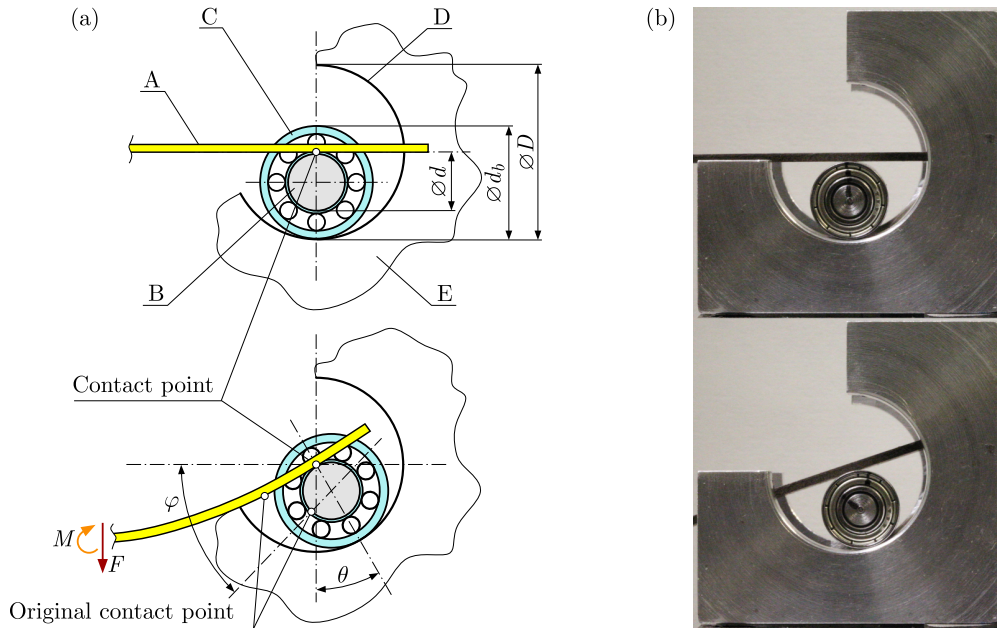 (a)
(b)
C
D
A
⌀d
⌀d_b
⌀D
B
E
Contact point
φ
M
F
θ
Original contact point